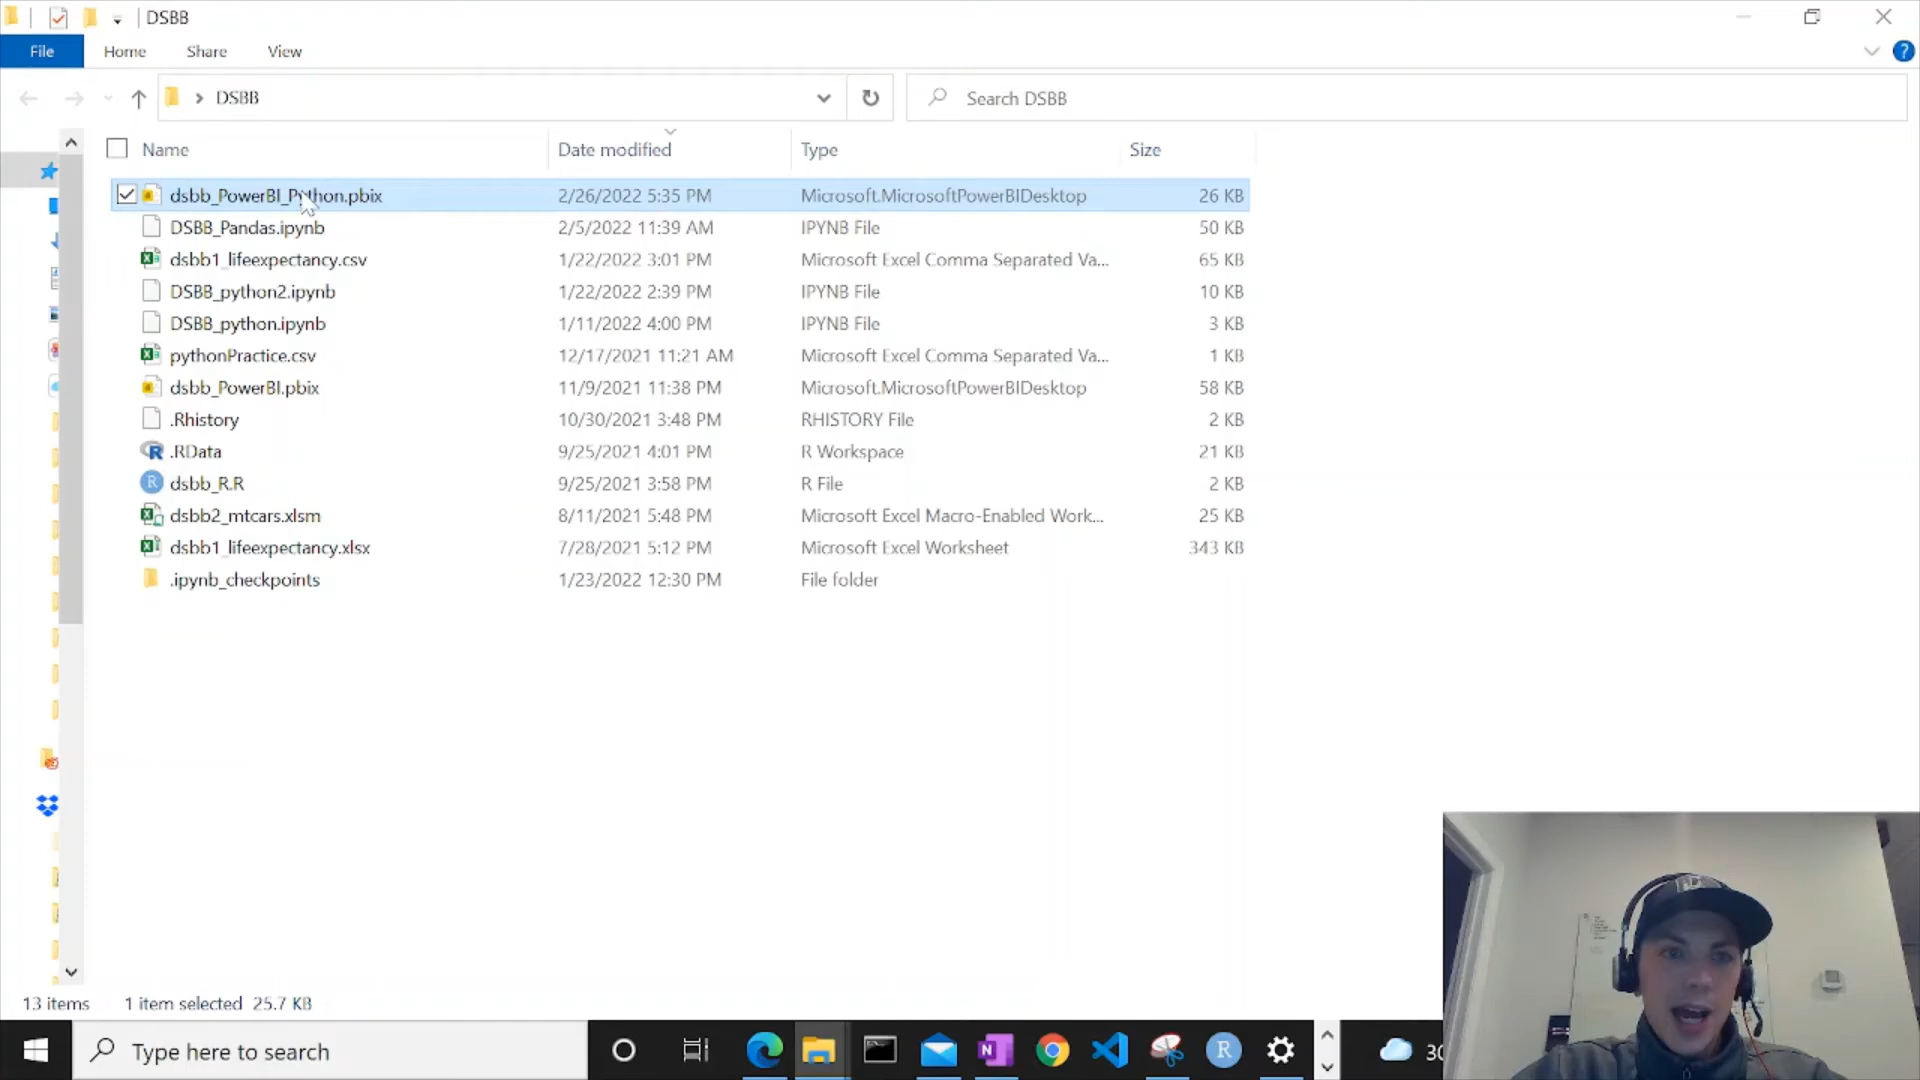 DSBB
File Home Share View
DSBB Search DSBB
Name Date modified Type Size
dsbb_PowerBI_Python.pbix 2/26/2022 5:35 PM Microsoft.MicrosoftPowerBIDesktop 26 KB
DSBB_Pandas.ipynb 2/5/2022 11:39 AM IPYNB File 50 KB
dsbb1_lifeexpectancy.csv 1/22/2022 3:01 PM Microsoft Excel Comma Separated Va... 65 KB
DSBB_python2.ipynb 1/22/2022 2:39 PM IPYNB File 10 KB
DSBB_python.ipynb 1/11/2022 4:00 PM IPYNB File 3 KB
pythonPractice.csv 12/17/2021 11:21 AM Microsoft Excel Comma Separated Va... 1 KB
dsbb_PowerBI.pbix 11/9/2021 11:38 PM Microsoft.MicrosoftPowerBIDesktop 58 KB
.Rhistory 10/30/2021 3:48 PM RHISTORY File 2 KB
.RData 9/25/2021 4:01 PM R Workspace 21 KB
dsbb_R.R 9/25/2021 3:58 PM R File 2 KB
dsbb2_mtcars.xlsm 8/11/2021 5:48 PM Microsoft Excel Macro-Enabled Work... 25 KB
dsbb1_lifeexpectancy.xlsx 7/28/2021 5:12 PM Microsoft Excel Worksheet 343 KB
.ipynb_checkpoints 1/23/2022 12:30 PM File folder
13 items 1 item selected 25.7 KB
Type here to search